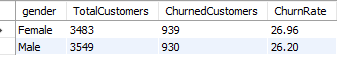 gender TotalCustomers ChurnedCustomers ChurnRate
Female 3483 939 26.96
Male 3549 930 26.20